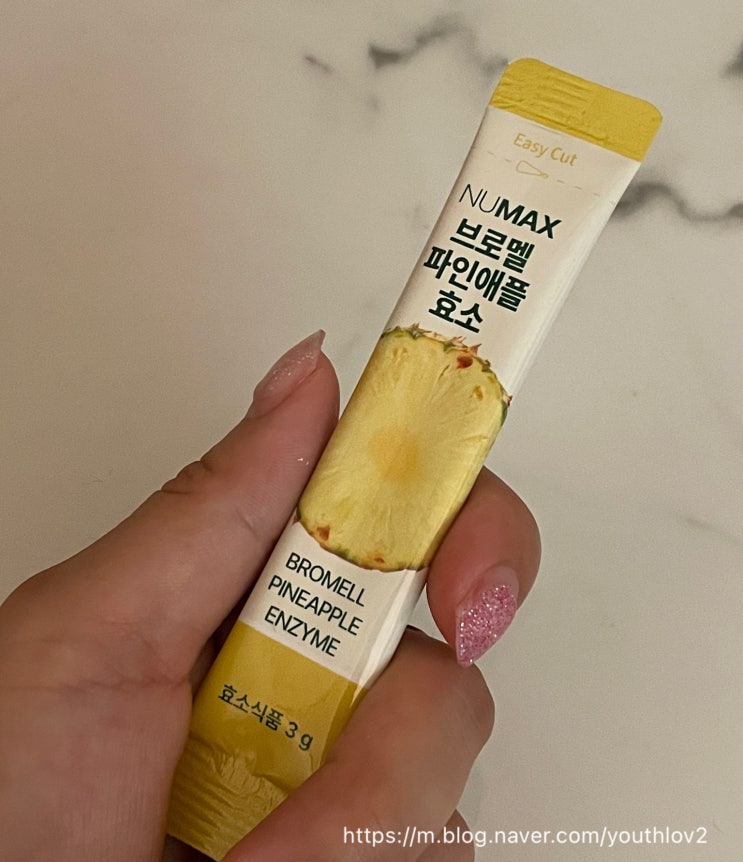 Easy Cut
NUMAX
브로멜
파인애플
효소
BROMELL
PINEAPPLE
ENZYME
효소식품 3 g
https://m.blog.naver.com/youthlov2